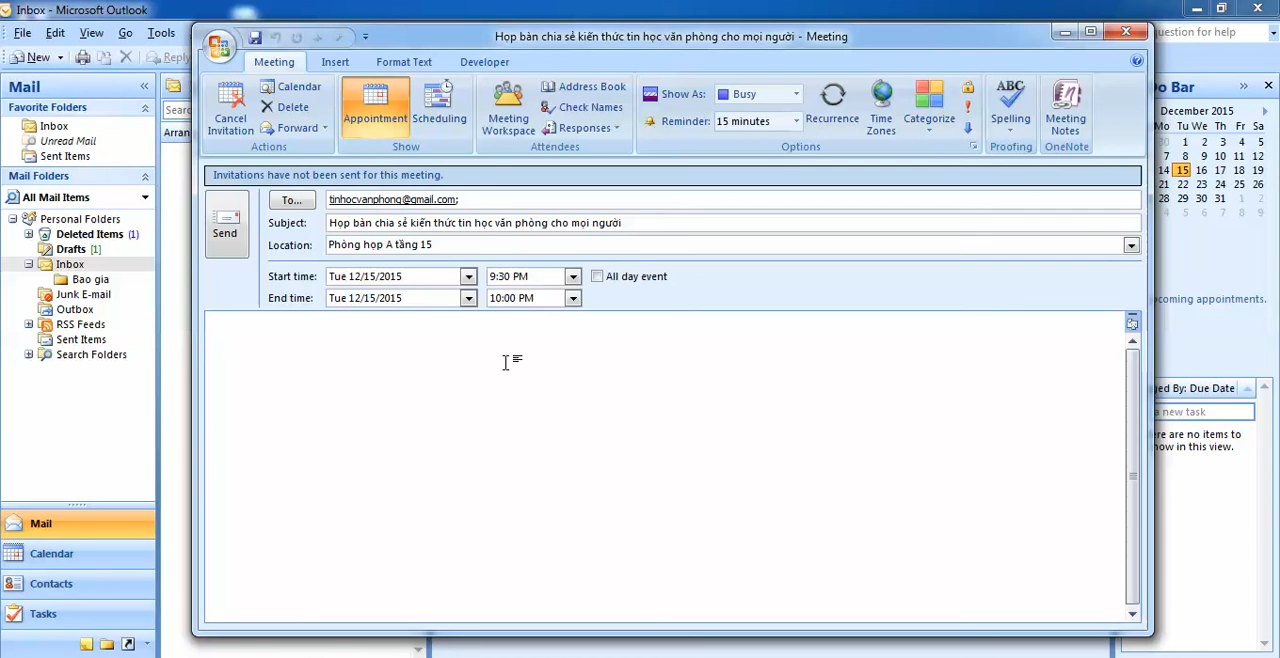 Inbox - Microsoft Outlook
File Edit View Go Tools
question for help
New Reply
Mail
Favorite Folders
Inbox
Unread Mail
Sent Items
Mail Folders
All Mail Items
Personal Folders
Deleted Items (1)
Drafts [1]
Inbox
Bao gia
Junk E-mail
Outbox
RSS Feeds
Sent Items
Search Folders
Mail
Calendar
Contacts
Tasks
Họp bàn chia sẻ kiến thức tin học văn phòng cho mọi người - Meeting
Meeting Insert Format Text Developer
Cancel Invitation
Calendar
Delete
Forward
Actions
Appointment
Scheduling
Show
Meeting Workspace
Address Book
Check Names
Responses
Attendees
Show As: Busy
Reminder: 15 minutes
Recurrence
Time Zones
Categorize
Options
ABC
Spelling
Proofing
Meeting Notes
OneNote
Invitations have not been sent for this meeting.
Send
To... tinhocvanphong@gmail.com;
Subject: Họp bàn chia sẻ kiến thức tin học văn phòng cho mọi người
Location: Phòng họp A tầng 15
Start time: Tue 12/15/2015 9:30 PM All day event
End time: Tue 12/15/2015 10:00 PM
Do Bar
December 2015
Mo Tu We Th Fr Sa
1 2 3 4 5
7 8 9 10 11 12
14 15 16 17 18 19
21 22 23 24 25 26
28 29 30 31 1 2
4 5 6 7 8 9
coming appointments.
ged By: Due Date
a new task
ere are no items to
how in this view.